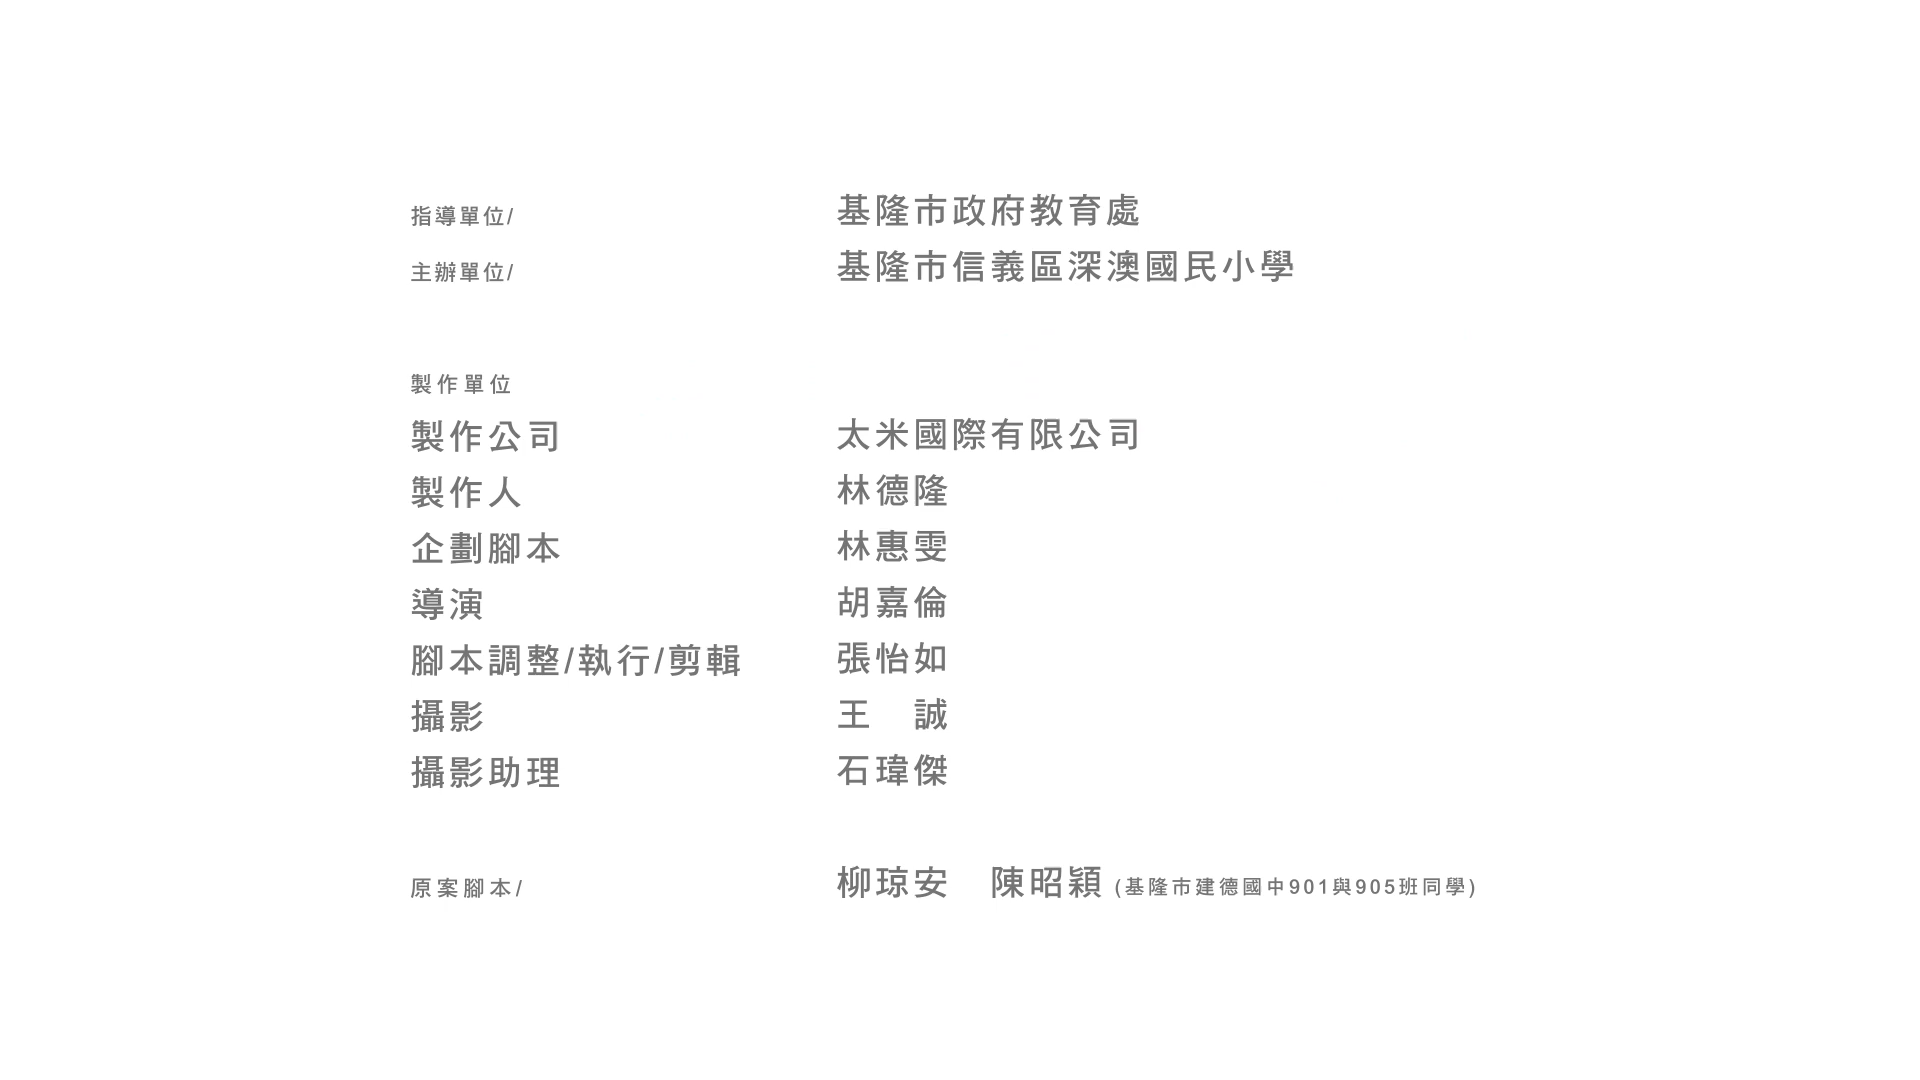 指導單位/ 基隆市政府教育處
主辦單位/ 基隆市信義區深澳國民小學
製作單位
製作公司 太米國際有限公司
製作人 林德隆
企劃腳本 林惠雯
導演 胡嘉倫
腳本調整/執行/剪輯 張怡如
攝影 王　誠
攝影助理 石瑋傑
原案腳本/ 柳琼安　陳昭穎 (基隆市建德國中901與905班同學)